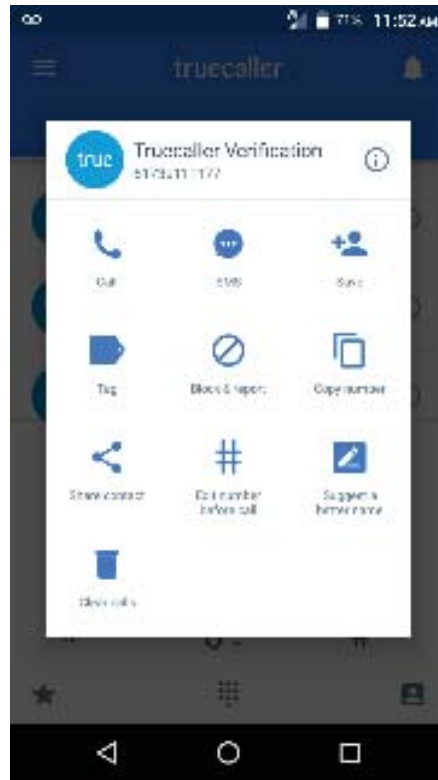 71% 11:52 AM
truecaller
true
Truecaller Verification
Call
SMS
Save
Tag
Block & report
Copy number
Share contact
Edit number
before call
Suggest a
better name
Clear calls